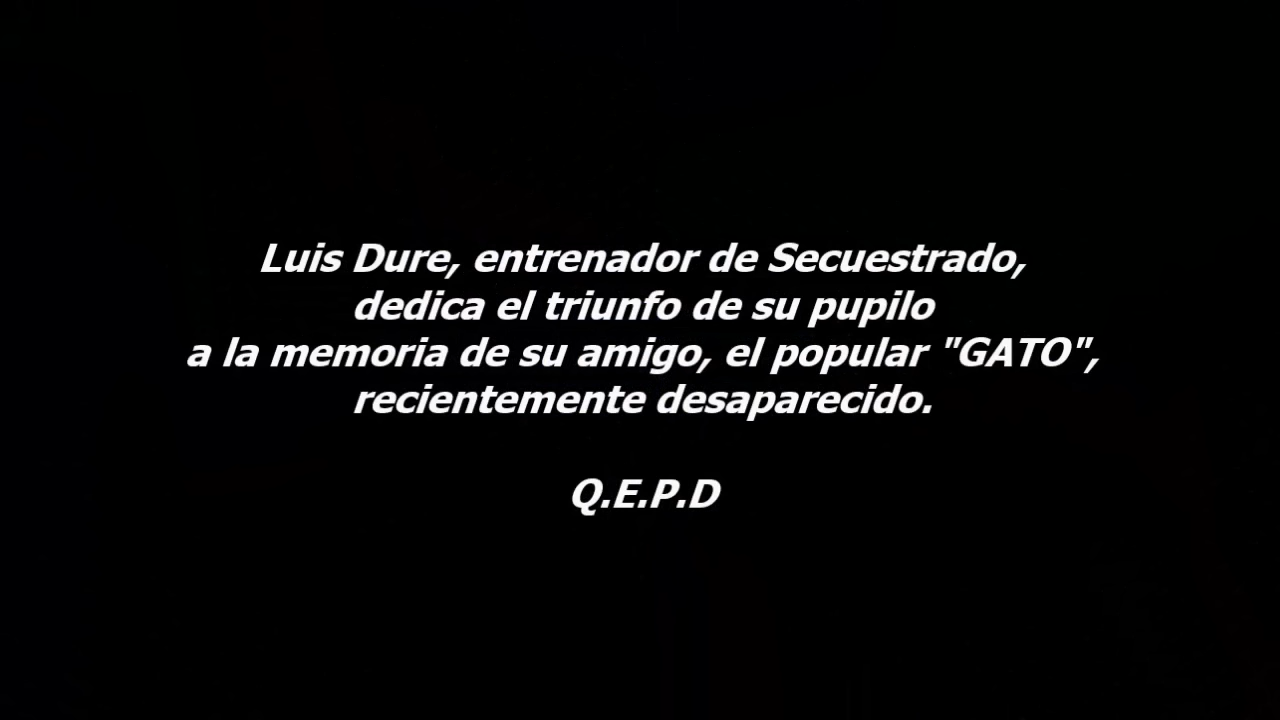 Luis Dure, entrenador de Secuestrado,
dedica el triunfo de su pupilo
a la memoria de su amigo, el popular "GATO",
recientemente desaparecido.
Q.E.P.D